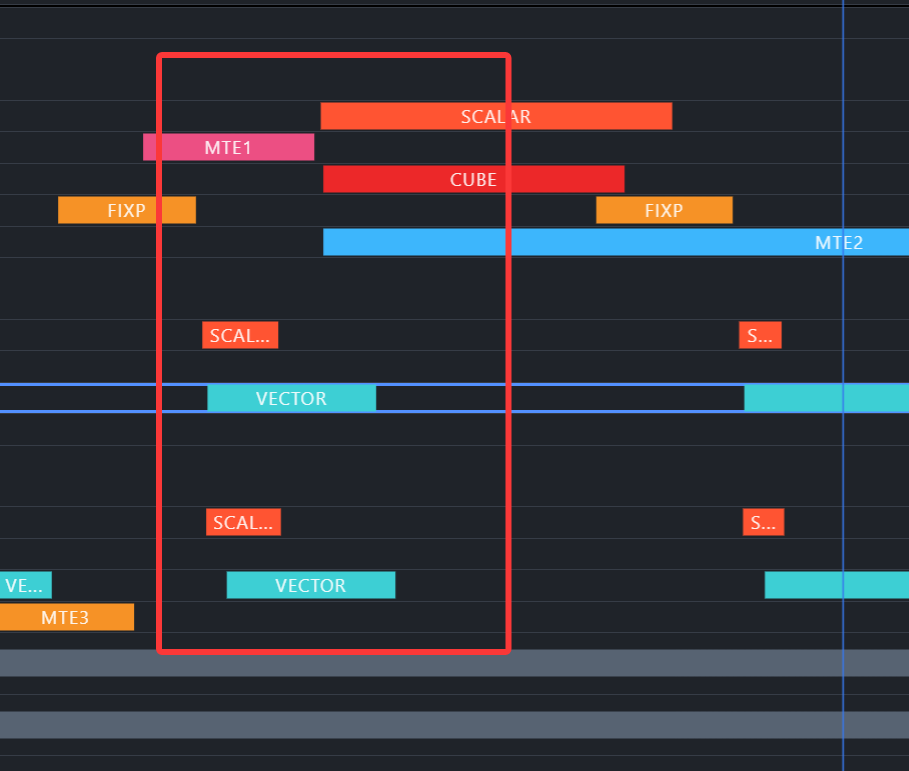 SCALAR
MTE1
CUBE
FIXP FIXP
MTE2
SCAL... S...
VECTOR
SCAL... S...
VE... VECTOR
MTE3